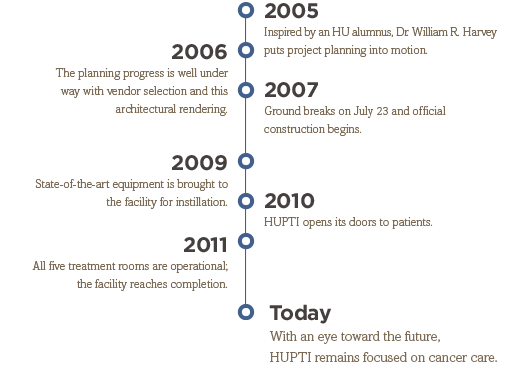 2005
Inspired by an HU alumnus, Dr. William R. Harvey
puts project planning into motion.
2006
The planning progress is well under
way with vendor selection and this
architectural rendering.
2007
Ground breaks on July 23 and official
construction begins.
2009
State-of-the-art equipment is brought to
the facility for instillation.
2010
HUPTI opens its doors to patients.
2011
All five treatment rooms are operational;
the facility reaches completion.
Today
With an eye toward the future,
HUPTI remains focused on cancer care.